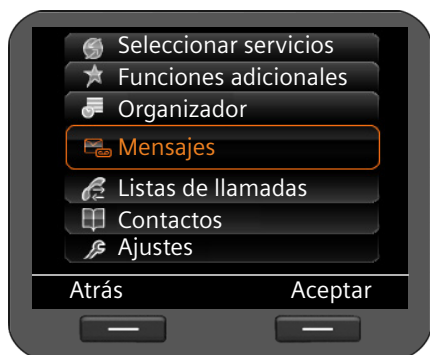 Seleccionar servicios
Funciones adicionales
Organizador
Mensajes
Listas de llamadas
Contactos
Ajustes
Atrás Aceptar